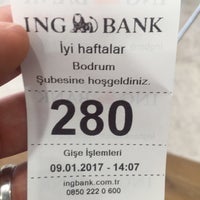 ING BANK
İyi haftalar
Bodrum
Şubesine hoşgeldiniz.
280
Gişe İşlemleri
09.01.2017 - 14:07
ingbank.com.tr
0850 222 0 600